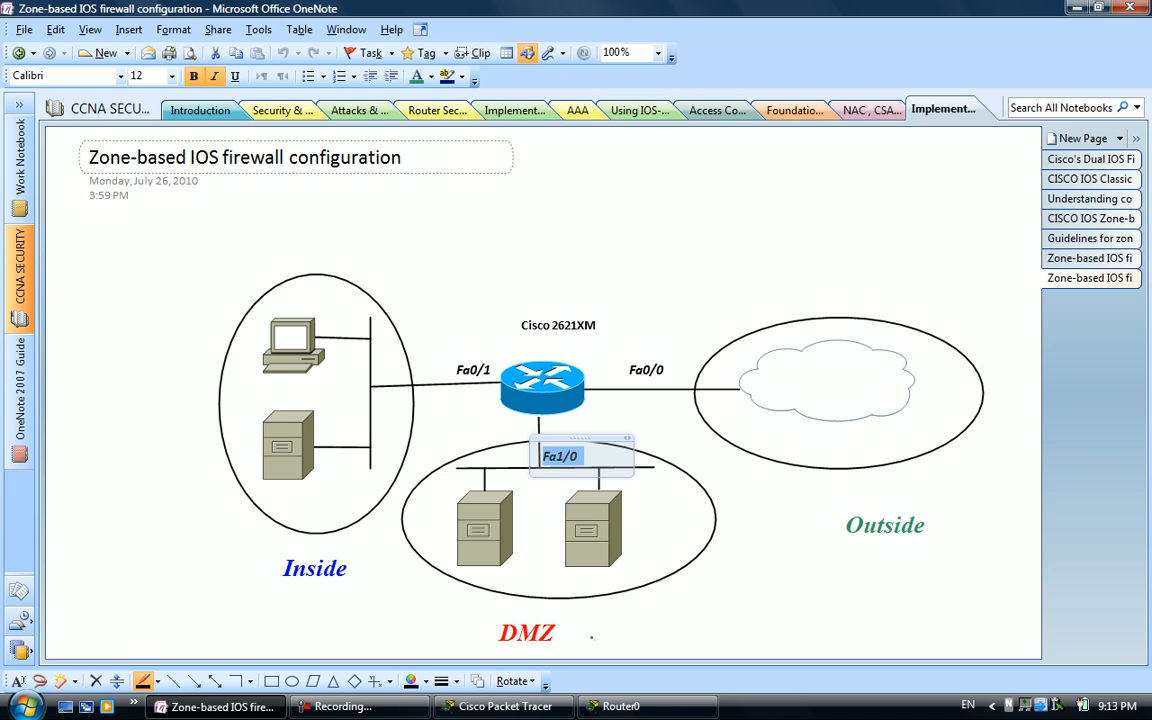 Zone-based IOS firewall configuration - Microsoft Office OneNote
File Edit View Insert Format Share Tools Table Window Help
New Task Tag Clip 100%
Calibri 12 B I U A ab
CCNA SECUR... Introduction Security & ... Attacks & ... Router Sec... Implement... AAA Using IOS-... Access Co... Foundatio... NAC , CSA... Implement... Search All Notebooks
Work Notebook
CCNA SECURITY
OneNote 2007 Guide
New Page
Cisco's Dual IOS Fi
CISCO IOS Classic
Understanding co
CISCO IOS Zone-b
Guidelines for zon
Zone-based IOS fi
Zone-based IOS fi
Zone-based IOS firewall configuration
Monday, July 26, 2010
3:59 PM
Cisco 2621XM
Fa0/1
Fa0/0
Fa1/0
Outside
Inside
DMZ
Rotate
Zone-based IOS fire... Recording... Cisco Packet Tracer Router0 EN 9:13 PM